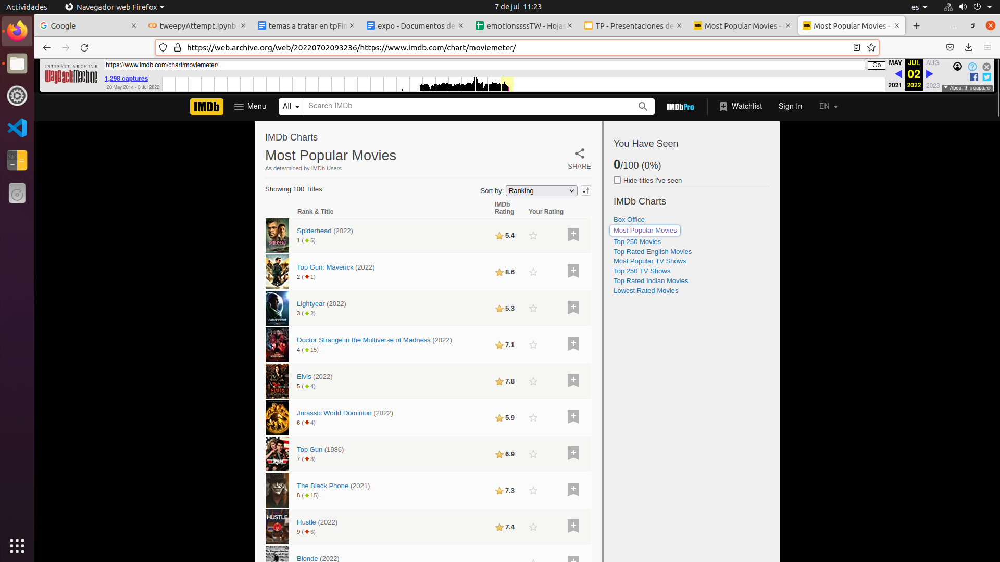 Actividades
Navegador web Firefox
7 de jul 11:23
es
Google
tweepyAttempt.ipynb -
temas a tratar en tpFin
expo - Documentos de
emotionssssTW - Hojas
TP - Presentaciones de
Most Popular Movies -
Most Popular Movies -
https://web.archive.org/web/20220702093236/https://www.imdb.com/chart/moviemeter/
INTERNET ARCHIVE
WayBackMachine
https://www.imdb.com/chart/moviemeter/
Go
1,298 captures
20 May 2014 - 3 Jul 2022
MAY JUL AUG
02
2021 2022 2023
About this capture
IMDb
Menu
All
Search IMDb
IMDbPro
Watchlist
Sign In
EN
IMDb Charts
Most Popular Movies
As determined by IMDb Users
SHARE
Showing 100 Titles
Sort by: Ranking
Rank & Title
IMDb
Rating
Your Rating
SPIDERHEAD
Spiderhead (2022)
1 (5)
5.4
Top Gun: Maverick (2022)
2 (1)
8.6
LIGHTYEAR
Lightyear (2022)
3 (2)
5.3
Doctor Strange in the Multiverse of Madness (2022)
4 (15)
7.1
ELVIS
Elvis (2022)
5 (4)
7.8
Jurassic World Dominion (2022)
6 (4)
5.9
TOP GUN
Top Gun (1986)
7 (3)
6.9
The Black Phone (2021)
8 (15)
7.3
HUSTLE
Hustle (2022)
9 (6)
7.4
Blonde (2022)
You Have Seen
0/100 (0%)
Hide titles I've seen
IMDb Charts
Box Office
Most Popular Movies
Top 250 Movies
Top Rated English Movies
Most Popular TV Shows
Top 250 TV Shows
Top Rated Indian Movies
Lowest Rated Movies